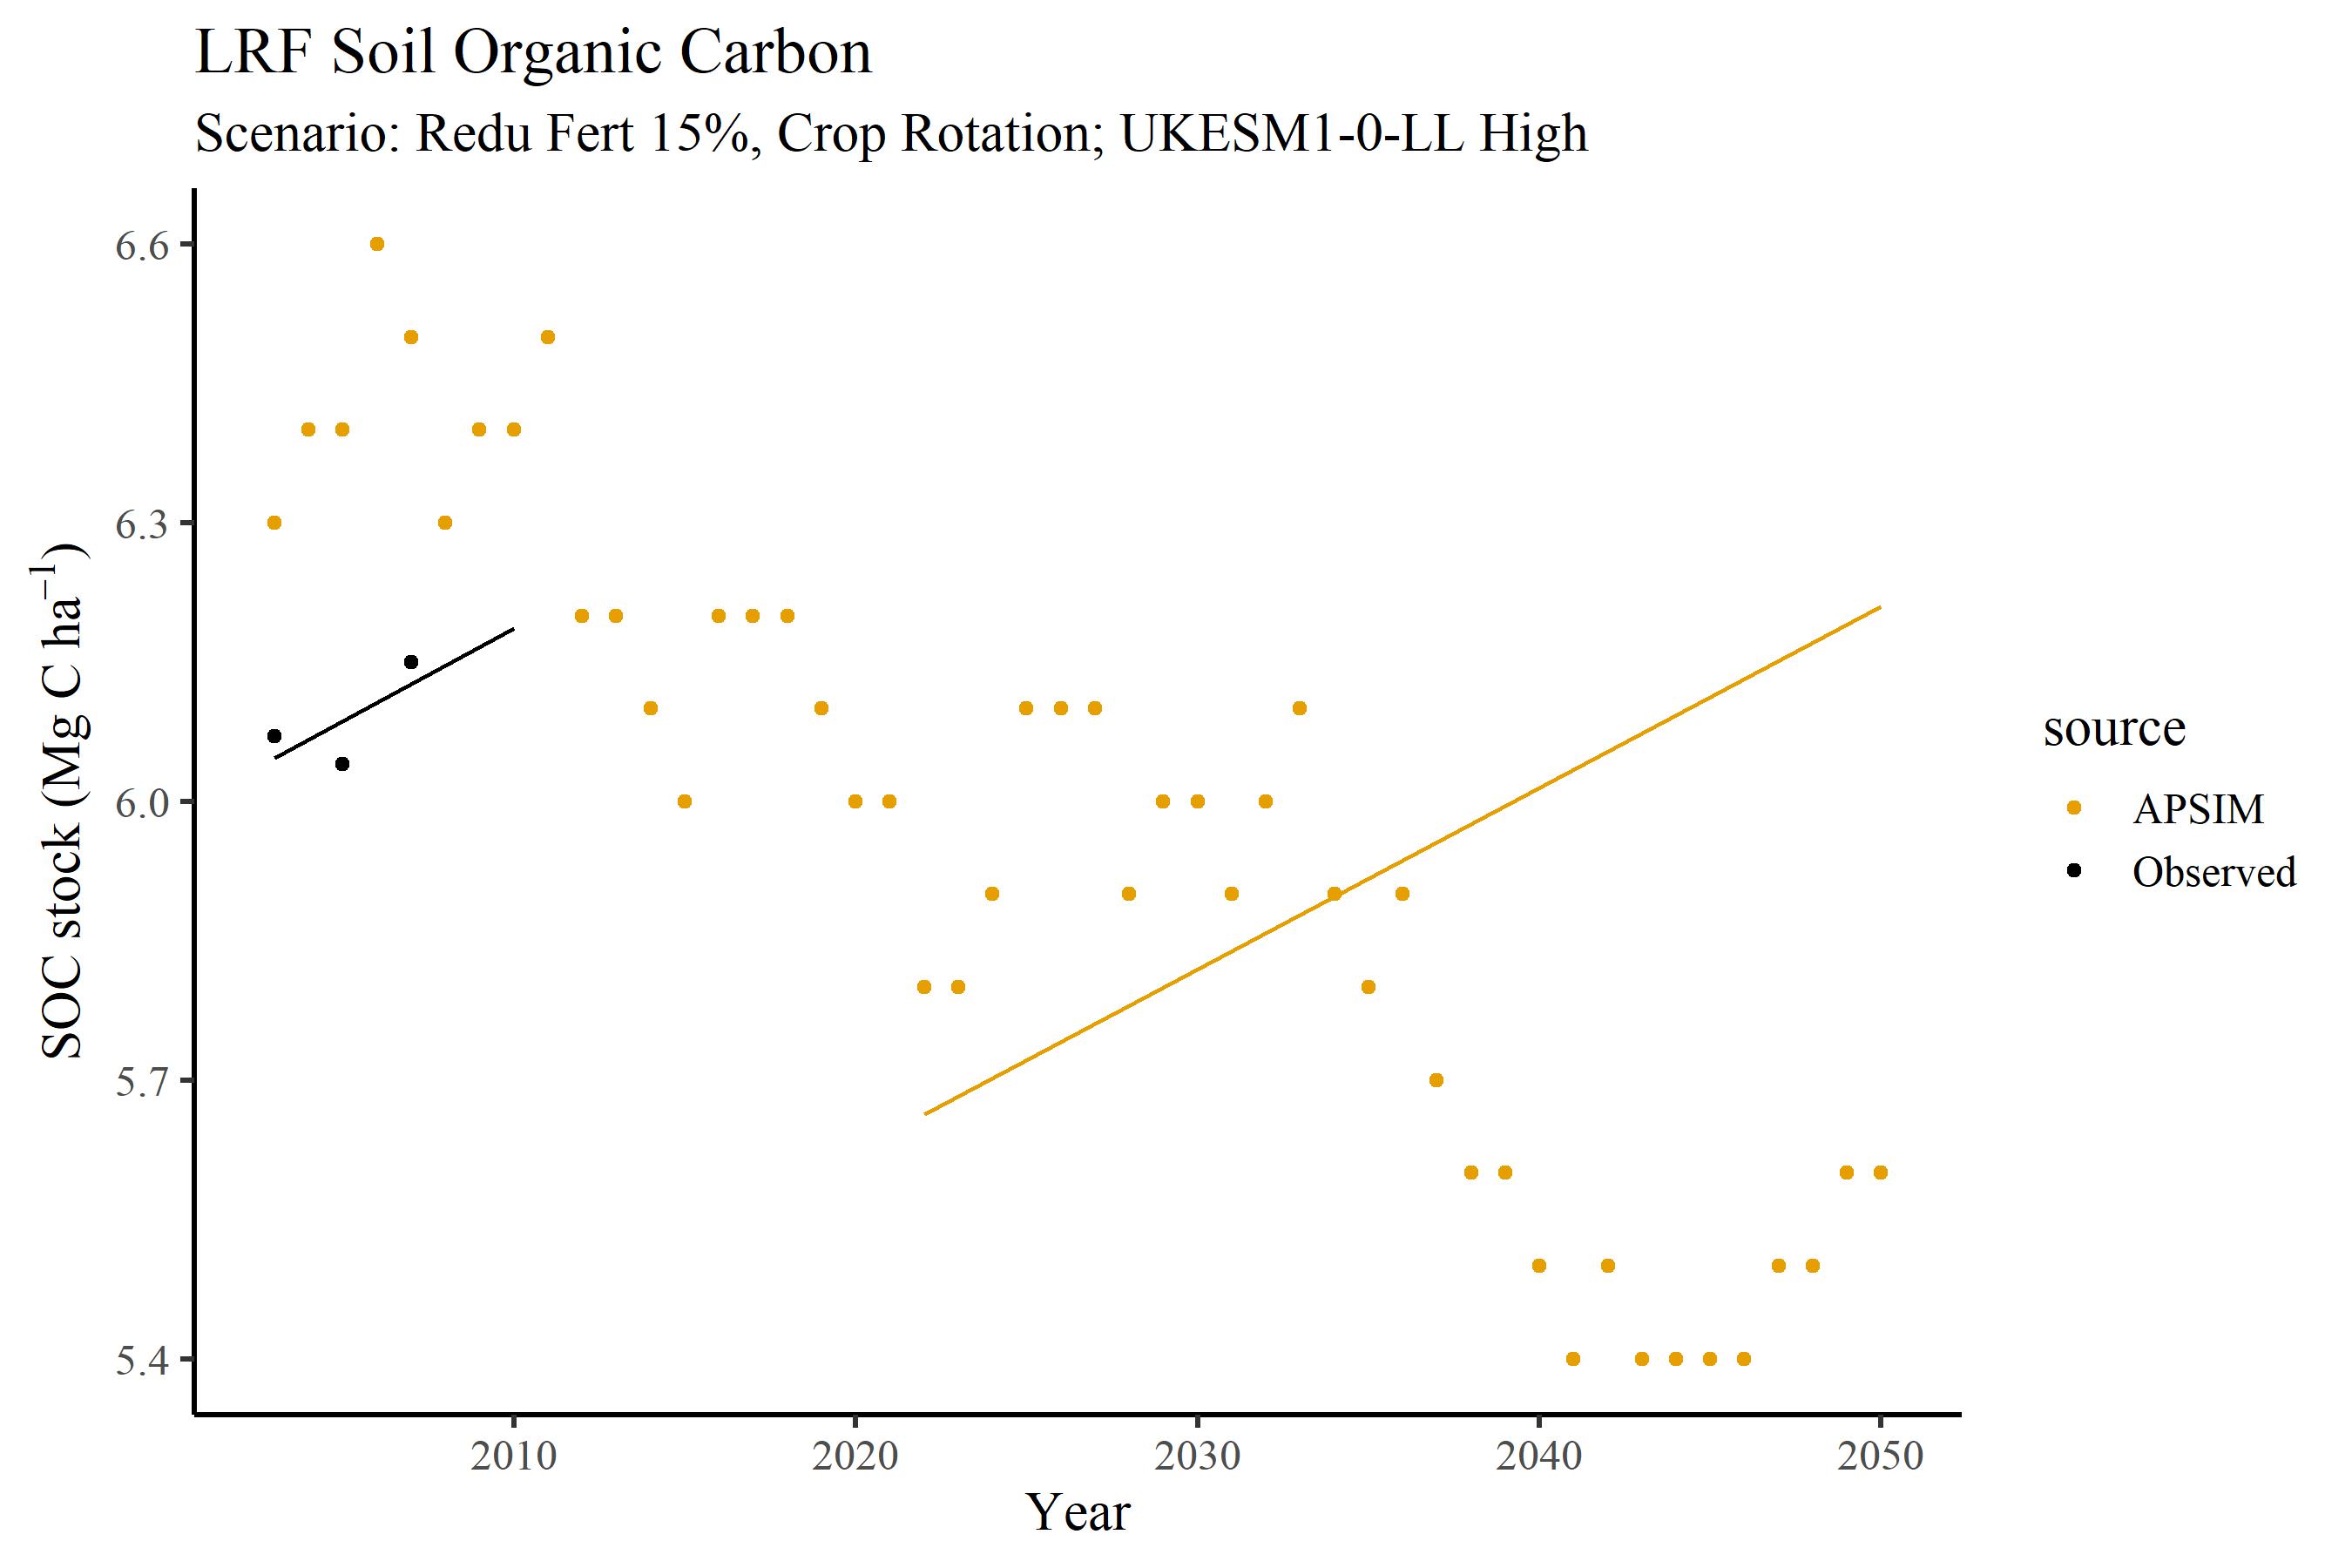 LRF Soil Organic Carbon
Scenario: Redu Fert 15%, Crop Rotation; UKESM1-0-LL High
SOC stock (Mg C ha⁻¹)
6.6
6.3
6.0
5.7
5.4
2010 2020 2030 2040 2050
Year
source
APSIM
Observed